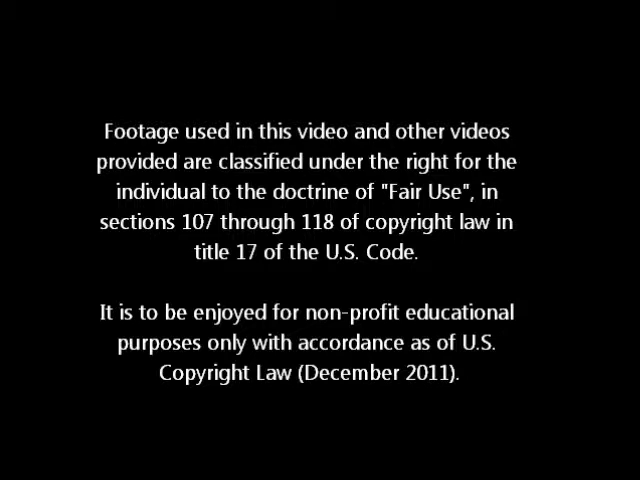 Footage used in this video and other videos
provided are classified under the right for the
individual to the doctrine of "Fair Use", in
sections 107 through 118 of copyright law in
title 17 of the U.S. Code.
It is to be enjoyed for non-profit educational
purposes only with accordance as of U.S.
Copyright Law (December 2011).